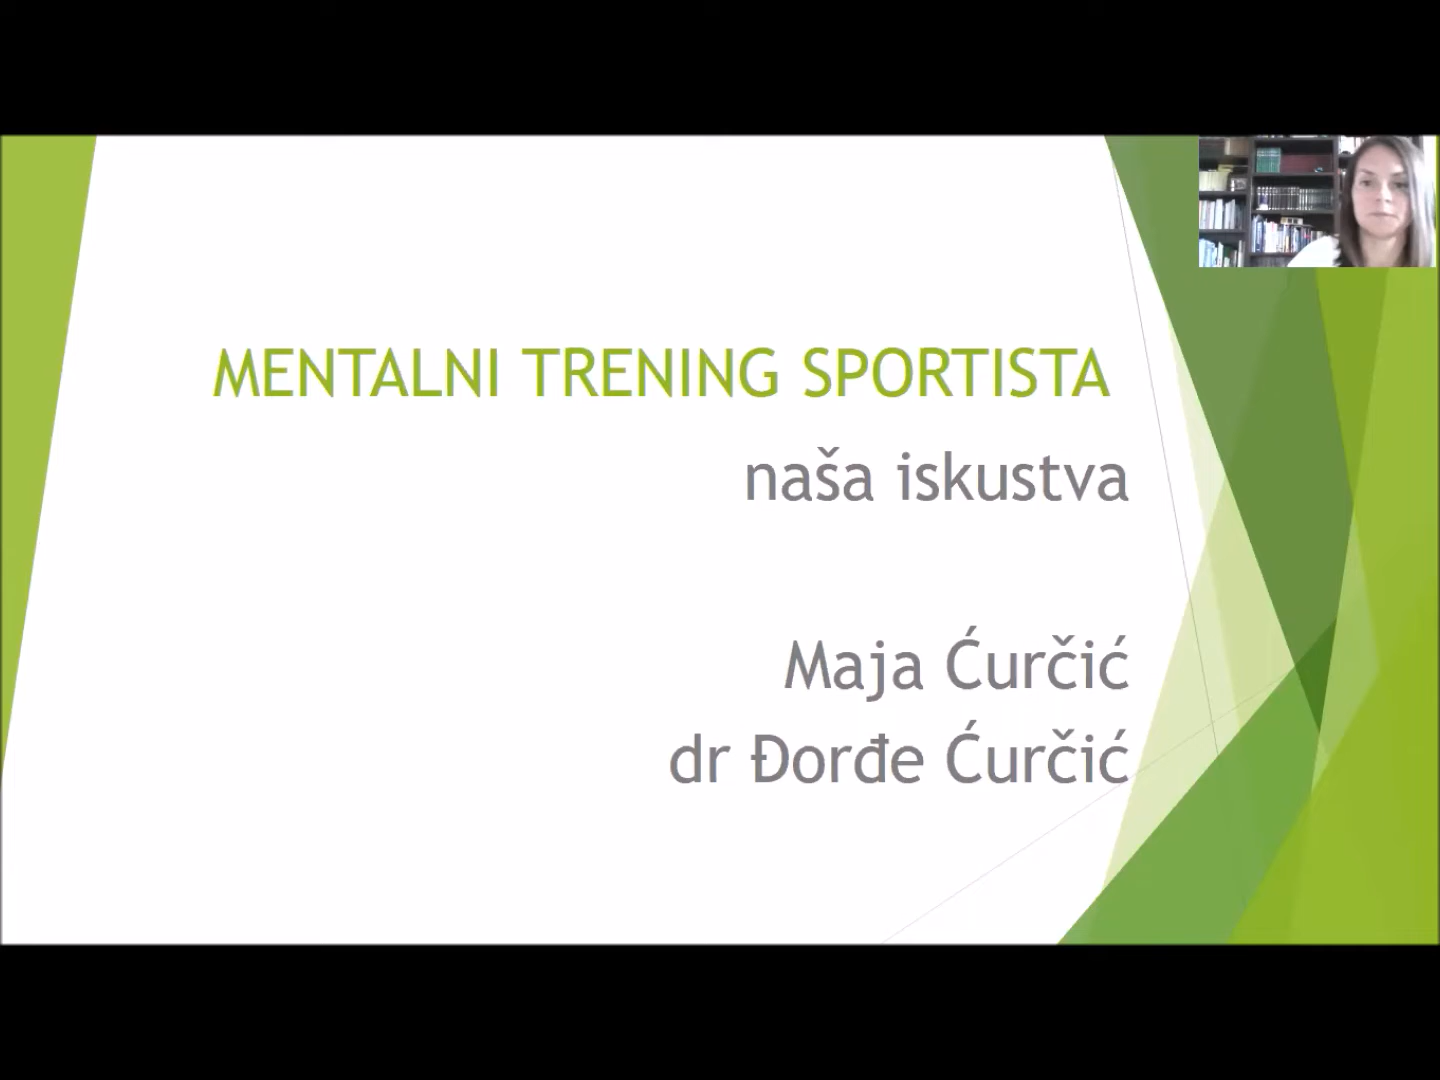 MENTALNI TRENING SPORTISTA
naša iskustva
Maja Ćurčić
dr Đorđe Ćurčić